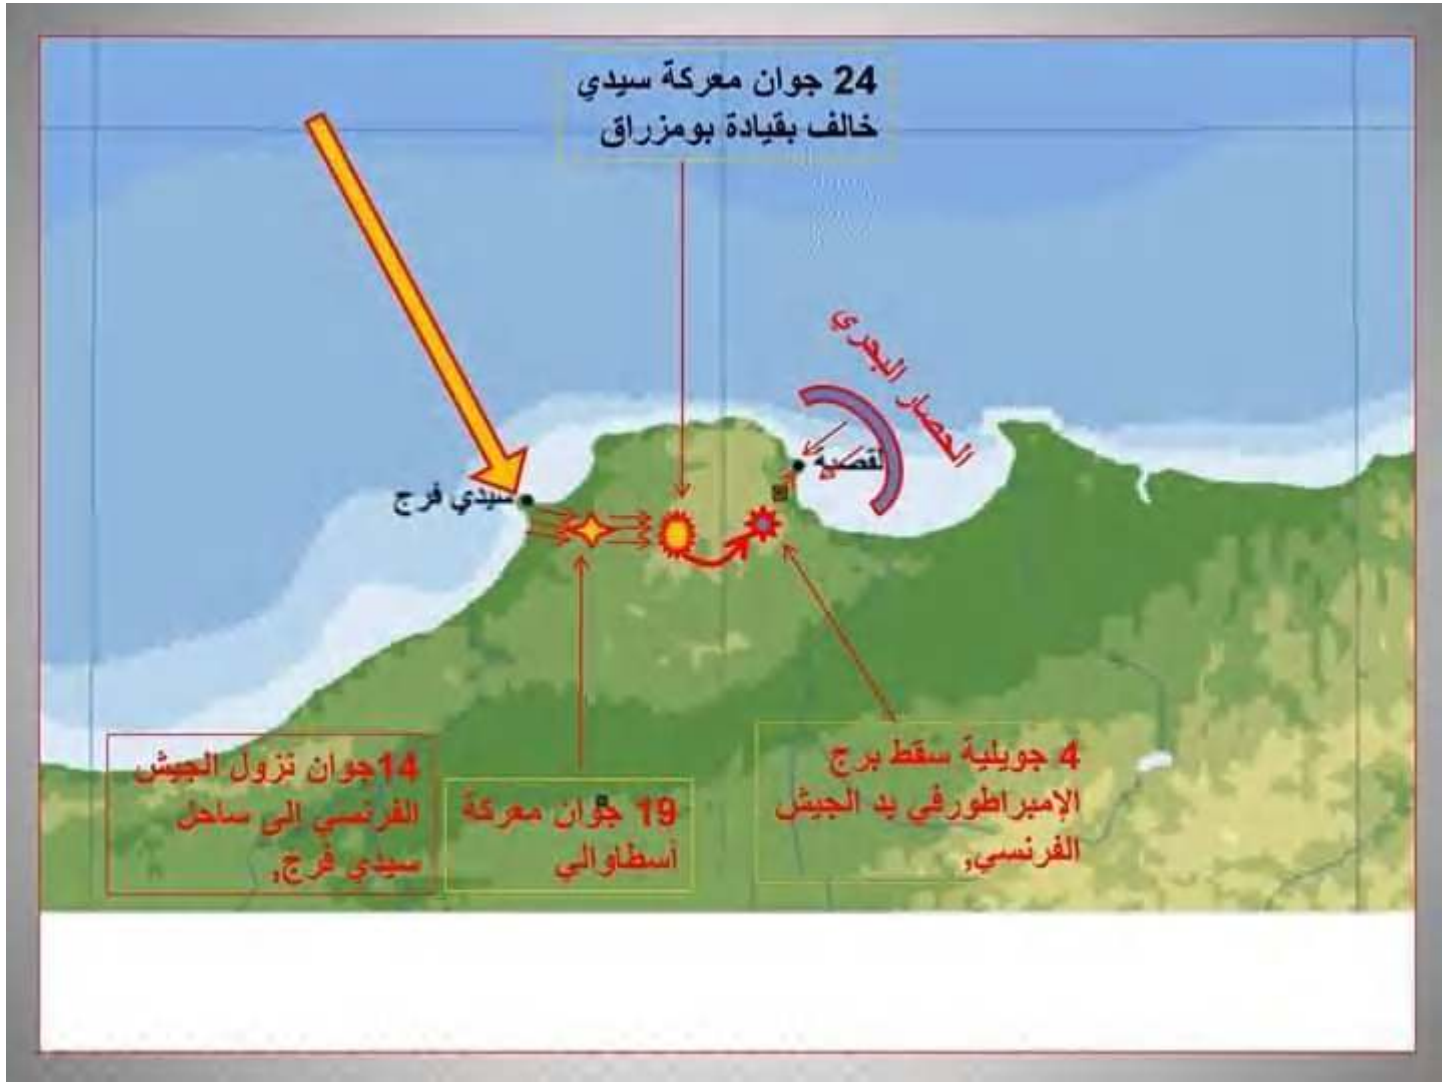 24 جوان معركة سيدي
خالف بقيادة بومزراق
الحصار البحري
لقصبة
سيدي فرج
14جوان نزول الجيش
الفرنسي الى ساحل
سيدي فرج,
19 جوان معركة
أسطاوالي
4 جويلية سقط برج
الإمبراطورفي يد الجيش
الفرنسي,